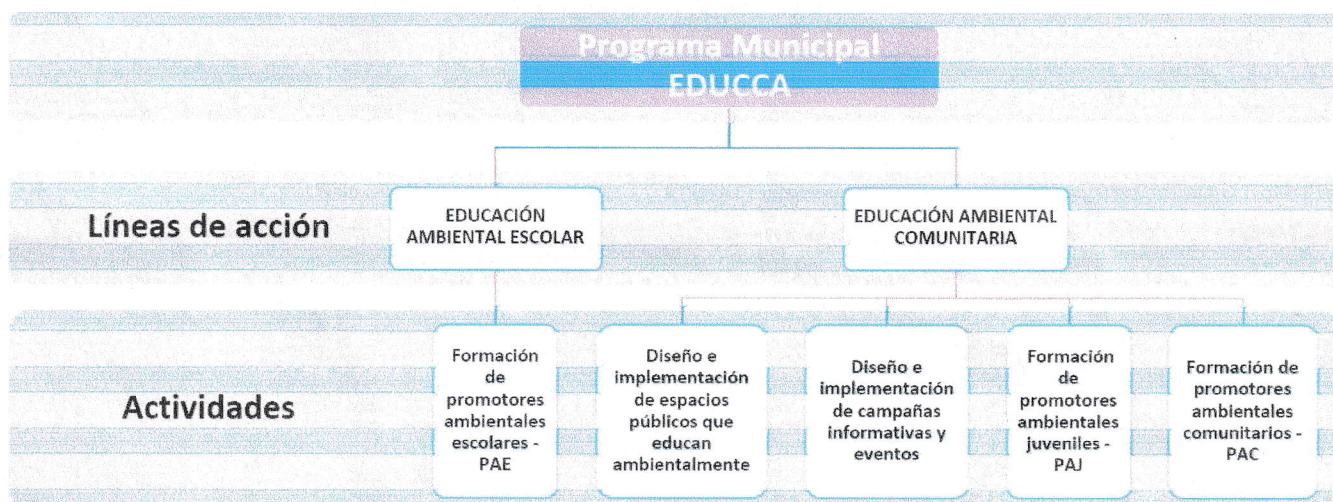 Programa Municipal
EDUCCA
Líneas de acción
EDUCACIÓN
AMBIENTAL ESCOLAR
EDUCACIÓN AMBIENTAL
COMUNITARIA
Actividades
Formación
de
promotores
ambientales
escolares -
PAE
Diseño e
implementación
de espacios
públicos que
educan
ambientalmente
Diseño e
implementación
de campañas
informativas y
eventos
Formación
de
promotores
ambientales
juveniles -
PAJ
Formación de
promotores
ambientales
comunitarios -
PAC